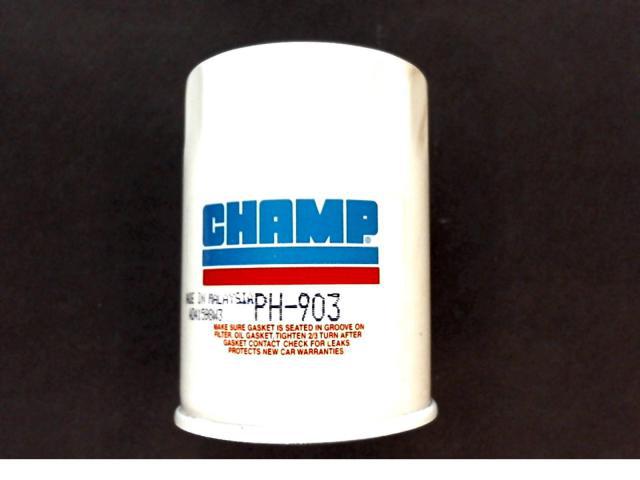 CHAMP®
MADE IN MALAYSIA
PH-903
MAKE SURE GASKET IS SEATED IN GROOVE ON
FILTER. OIL GASKET. TIGHTEN 2/3 TURN AFTER
GASKET CONTACT CHECK FOR LEAKS
PROTECTS NEW CAR WARRANTIES